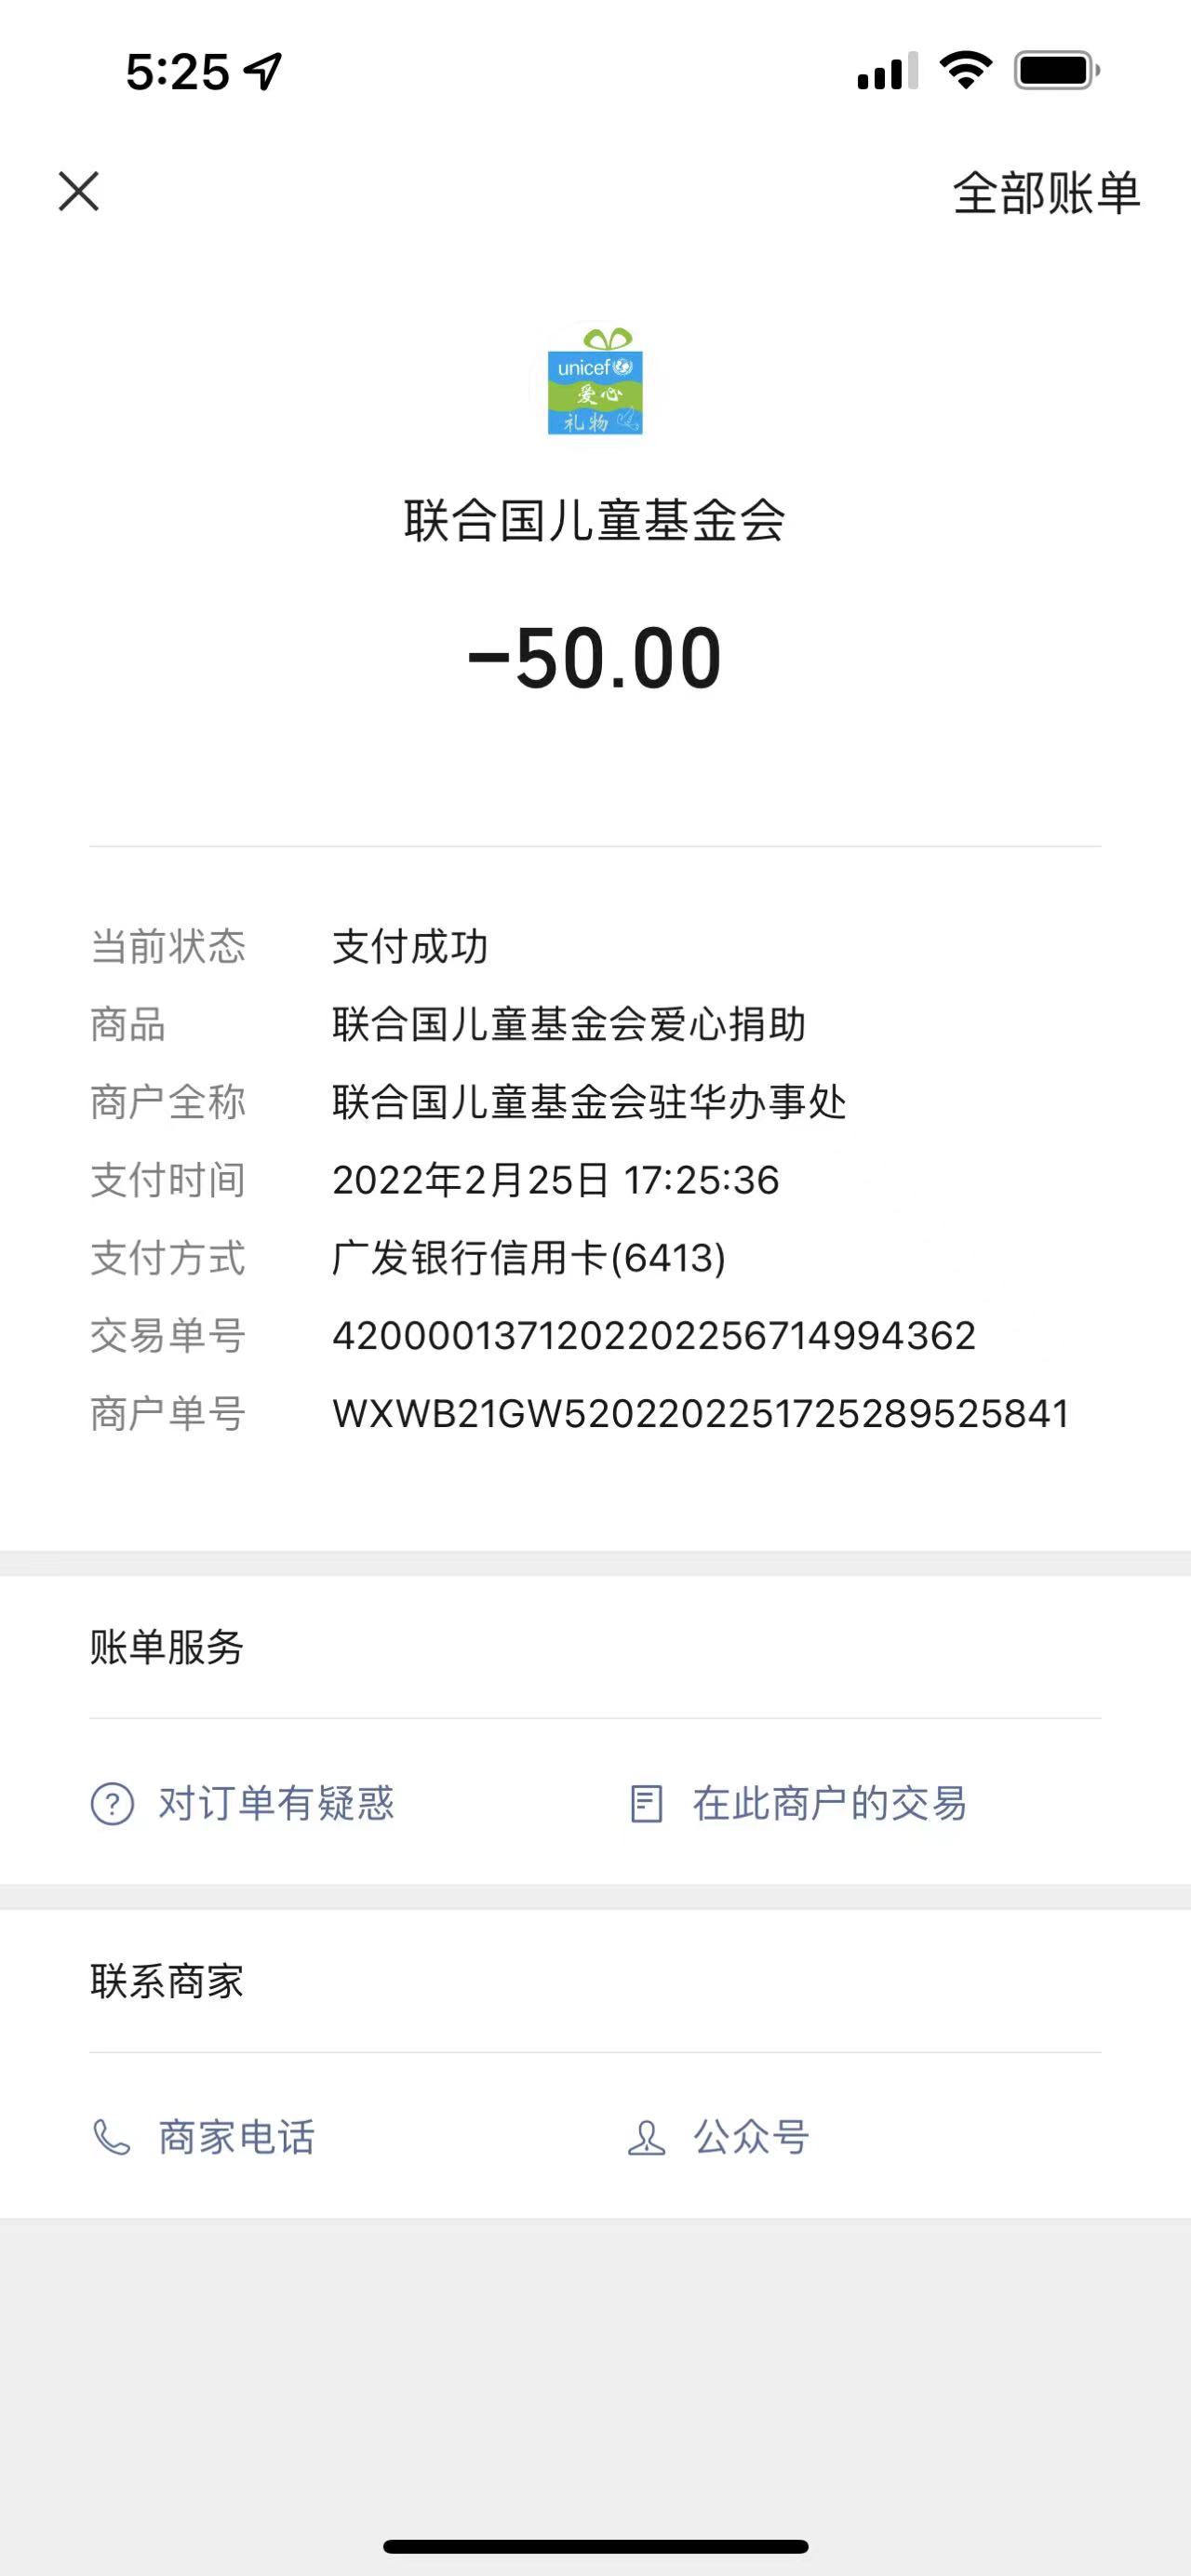 5:25
全部账单
unicef
爱心
礼物
联合国儿童基金会
-50.00
当前状态 支付成功
商品 联合国儿童基金会爱心捐助
商户全称 联合国儿童基金会驻华办事处
支付时间 2022年2月25日 17:25:36
支付方式 广发银行信用卡(6413)
交易单号 4200001371202202256714994362
商户单号 WXWB21GW5202202251725289525841
账单服务
对订单有疑惑 在此商户的交易
联系商家
商家电话 公众号